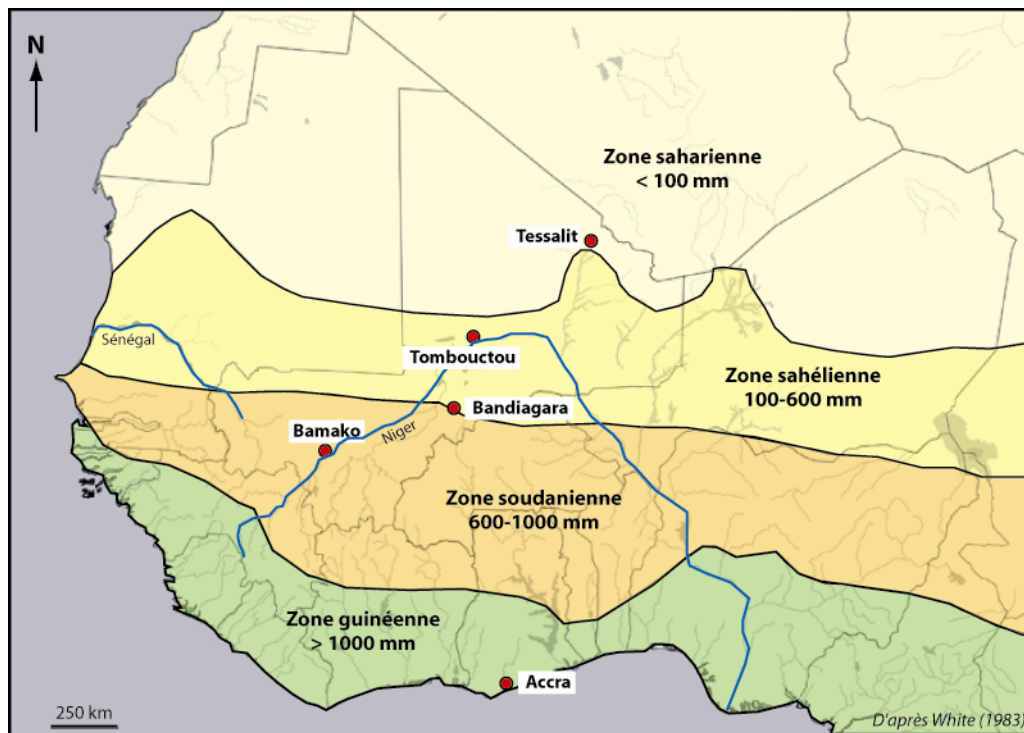 N
Zone saharienne
< 100 mm
Tessalit
Sénégal
Tombouctou
Zone sahélienne
100-600 mm
Bandiagara
Bamako
Niger
Zone soudanienne
600-1000 mm
Zone guinéenne
> 1000 mm
Accra
250 km
D'après White (1983)